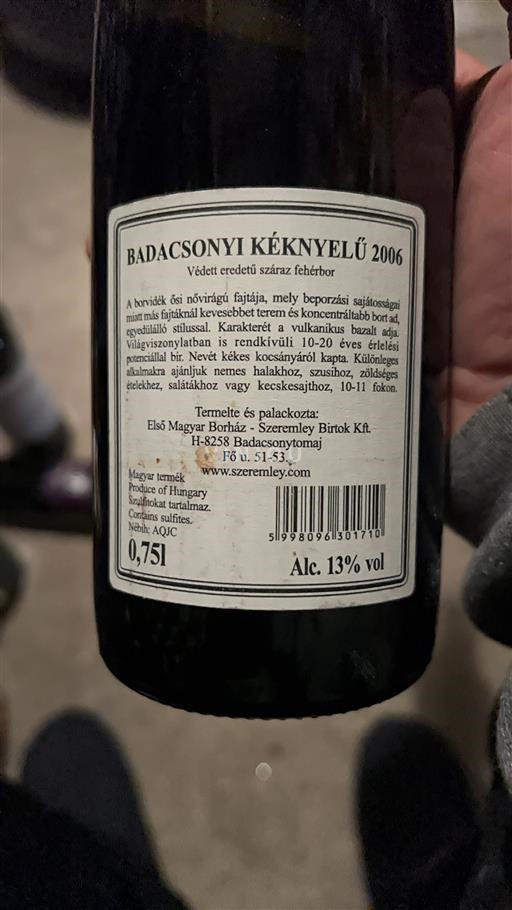 BADACSONYI KÉKNYELŰ 2006
Védett eredetű száraz fehérbor
A borvidék ősi nővirágú fajtája, mely beporzási sajátosságai
miatt más fajtáknál kevesebbet terem és koncentráltabb bort ad,
egyedülálló stílussal. Karakterét a vulkanikus bazalt adja.
Világviszonylatban is rendkívüli 10-20 éves érlelési
potenciállal bír. Nevét kékes kocsányáról kapta. Különleges
alkalmakra ajánljuk nemes halakhoz, szusihoz, zöldséges
ételekhez, salátákhoz vagy kecskesajthoz, 10-11 fokon.
Termelte és palackozta:
Első Magyar Borház - Szeremley Birtok Kft.
H-8258 Badacsonytomaj
Fő u. 51-53.
www.szeremley.com
Magyar termék
Produce of Hungary
Szulfitokat tartalmaz.
Contains sulfites.
Nébih: AQJC
0,75l
5 998096 301710
Alc. 13% vol